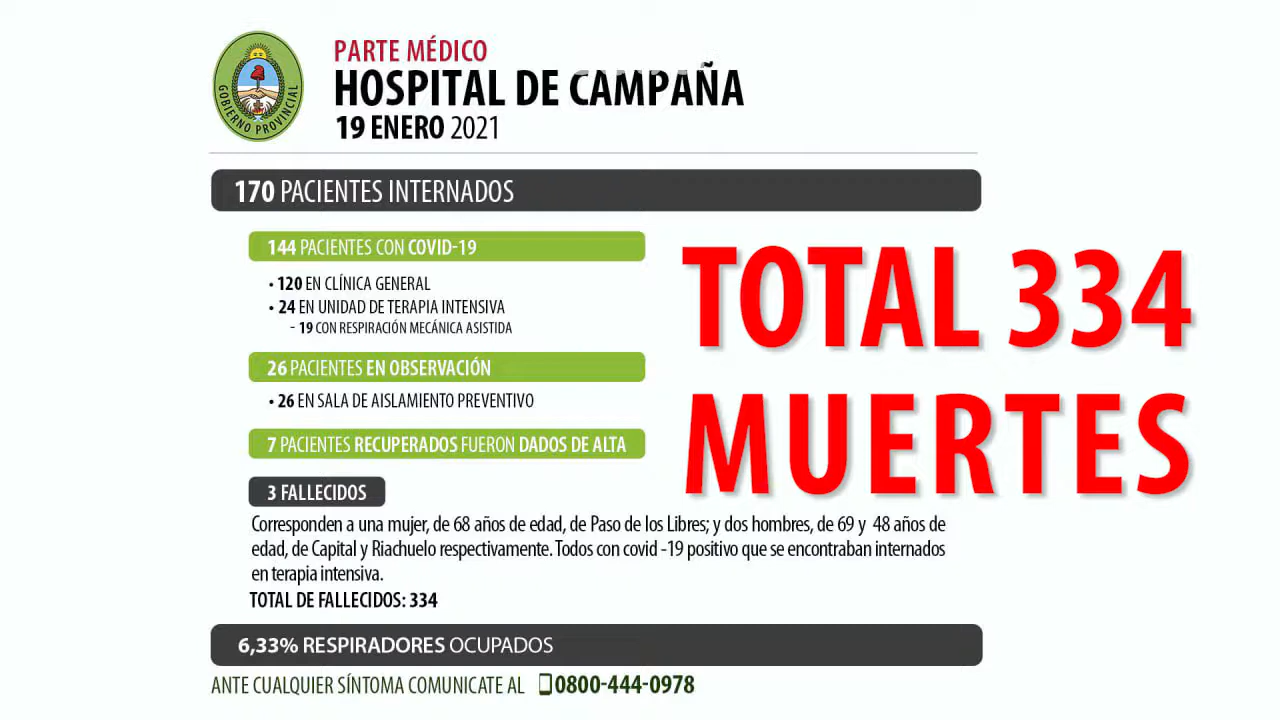 GOBIERNO PROVINCIAL
PARTE MÉDICO
HOSPITAL DE CAMPAÑA
19 ENERO 2021
170 PACIENTES INTERNADOS
144 PACIENTES CON COVID-19
• 120 EN CLÍNICA GENERAL
• 24 EN UNIDAD DE TERAPIA INTENSIVA
- 19 CON RESPIRACIÓN MECÁNICA ASISTIDA
26 PACIENTES EN OBSERVACIÓN
• 26 EN SALA DE AISLAMIENTO PREVENTIVO
7 PACIENTES RECUPERADOS FUERON DADOS DE ALTA
TOTAL 334
MUERTES
3 FALLECIDOS
Corresponden a una mujer, de 68 años de edad, de Paso de los Libres; y dos hombres, de 69 y 48 años de
edad, de Capital y Riachuelo respectivamente. Todos con covid -19 positivo que se encontraban internados
en terapia intensiva.
TOTAL DE FALLECIDOS: 334
6,33% RESPIRADORES OCUPADOS
ANTE CUALQUIER SÍNTOMA COMUNICATE AL 0800-444-0978